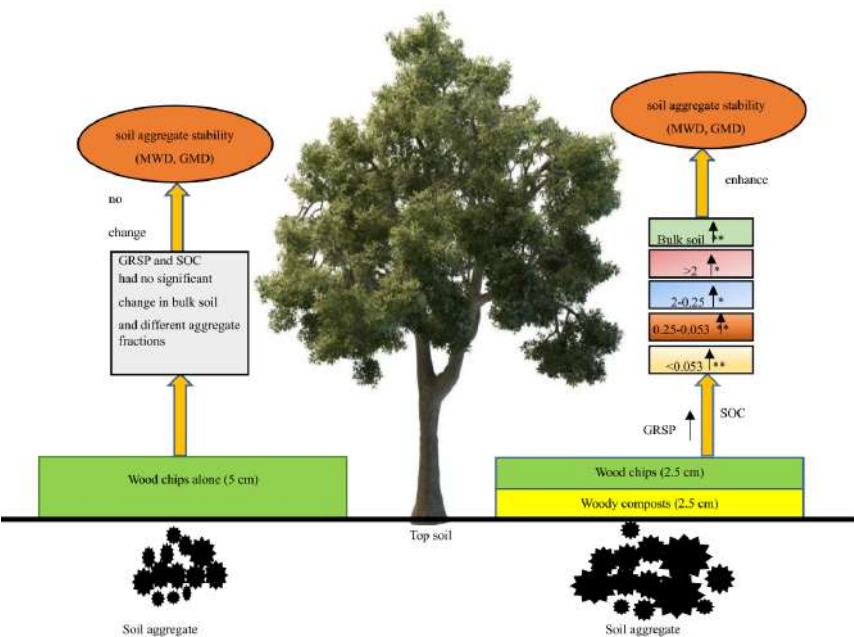 soil aggregate stability
(MWD, GMD)
no
change
GRSP and SOC
had no significant
change in bulk soil
and different aggregate
fractions
Wood chips alone (5 cm)
Soil aggregate
Top soil
soil aggregate stability
(MWD, GMD)
enhance
Bulk soil **
>2 *
2-0.25 *
0.25-0.053 **
<0.053 **
SOC
GRSP
Wood chips (2.5 cm)
Woody composts (2.5 cm)
Soil aggregate